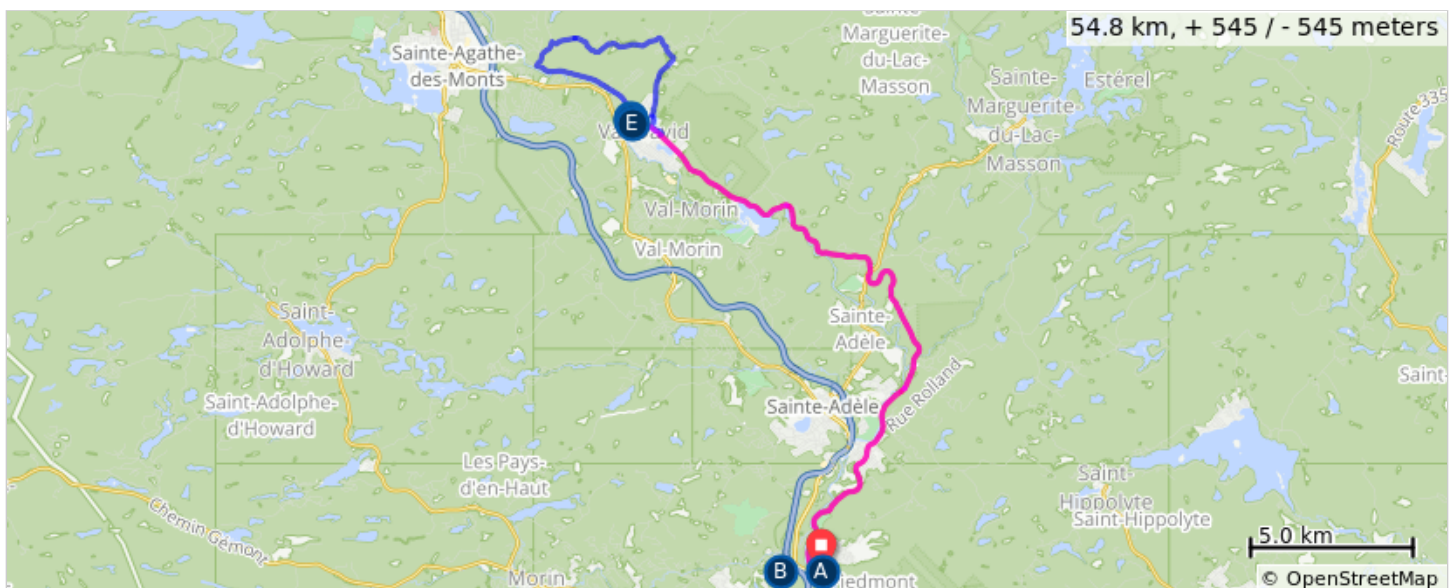 54.8 km, + 545 / - 545 meters
Sainte-
Marguerite-
du-Lac-
Masson
Sainte-Agathe-
des-Monts
Sainte-
Marguerite-
du-Lac-
Masson
Estérel
Route 335
E
Val-Morin
Val-Morin
Saint-
Adolphe-
d'Howard
Sainte-
Adèle
Saint-Adolphe-
d'Howard
Sainte-Adèle
Rue Rolland
Saint-
Les Pays-
d'en-Haut
Saint-
Hippolyte
Saint-Hippolyte
Chemin Gémont
5.0 km
B
A
Morin
© OpenStreetMap